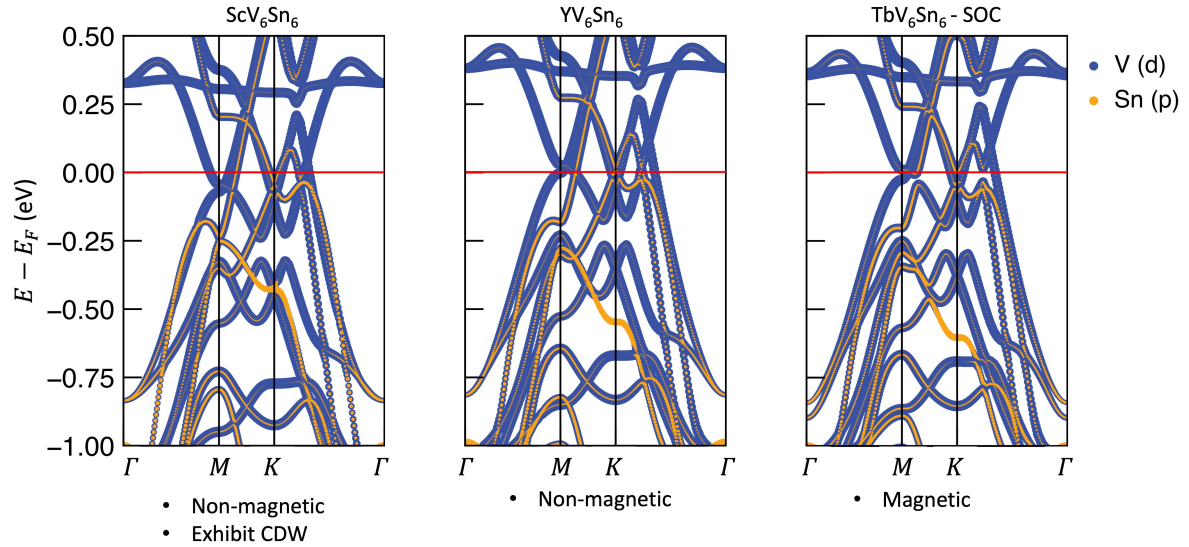 ScV₆Sn₆
YV₆Sn₆
TbV₆Sn₆ - SOC
V (d)
Sn (p)
E − E_F (eV)
0.50
0.25
0.00
−0.25
−0.50
−0.75
−1.00
Γ M K Γ
Γ M K Γ
Γ M K Γ
• Non-magnetic
• Exhibit CDW
• Non-magnetic
• Magnetic